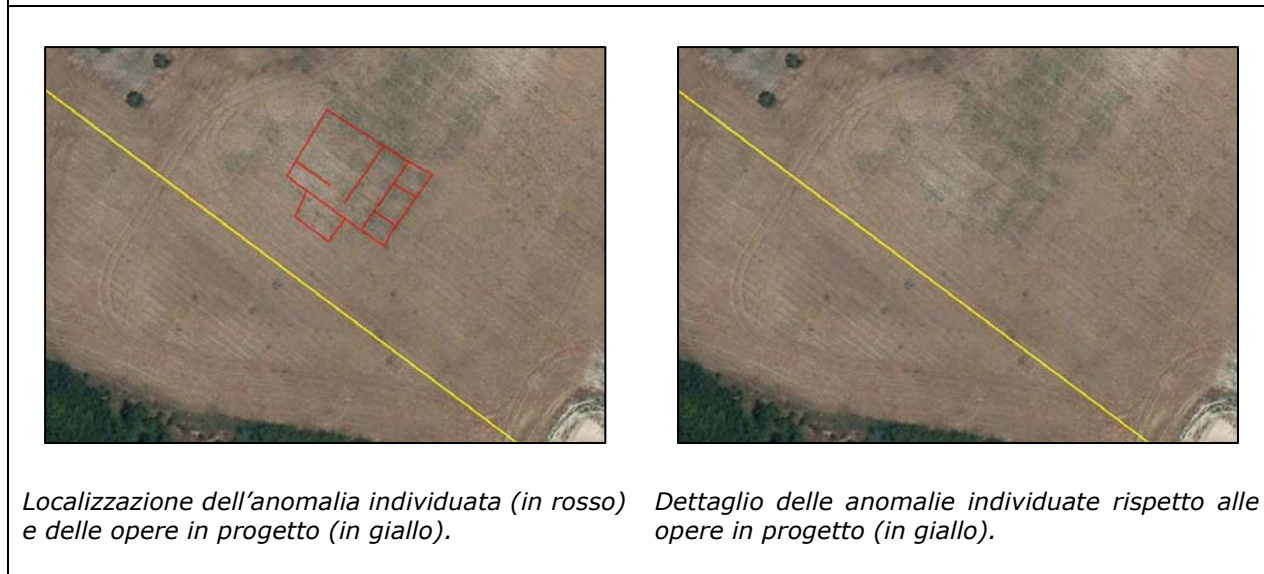 Localizzazione dell’anomalia individuata (in rosso)
e delle opere in progetto (in giallo).
Dettaglio delle anomalie individuate rispetto alle
opere in progetto (in giallo).